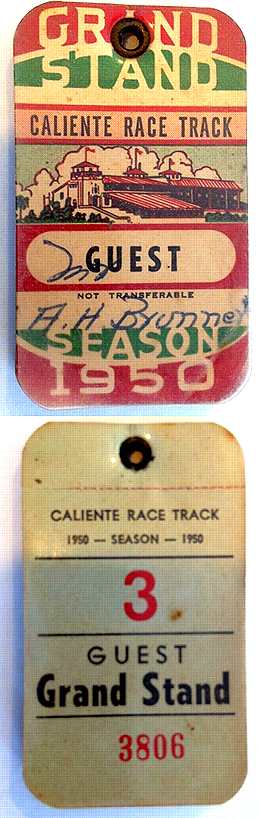 GRAND
STAND
CALIENTE RACE TRACK
GUEST
NOT TRANSFERABLE
A. H. Brunner
SEASON
1950
CALIENTE RACE TRACK
1950 — SEASON — 1950
3
GUEST
Grand Stand
3806